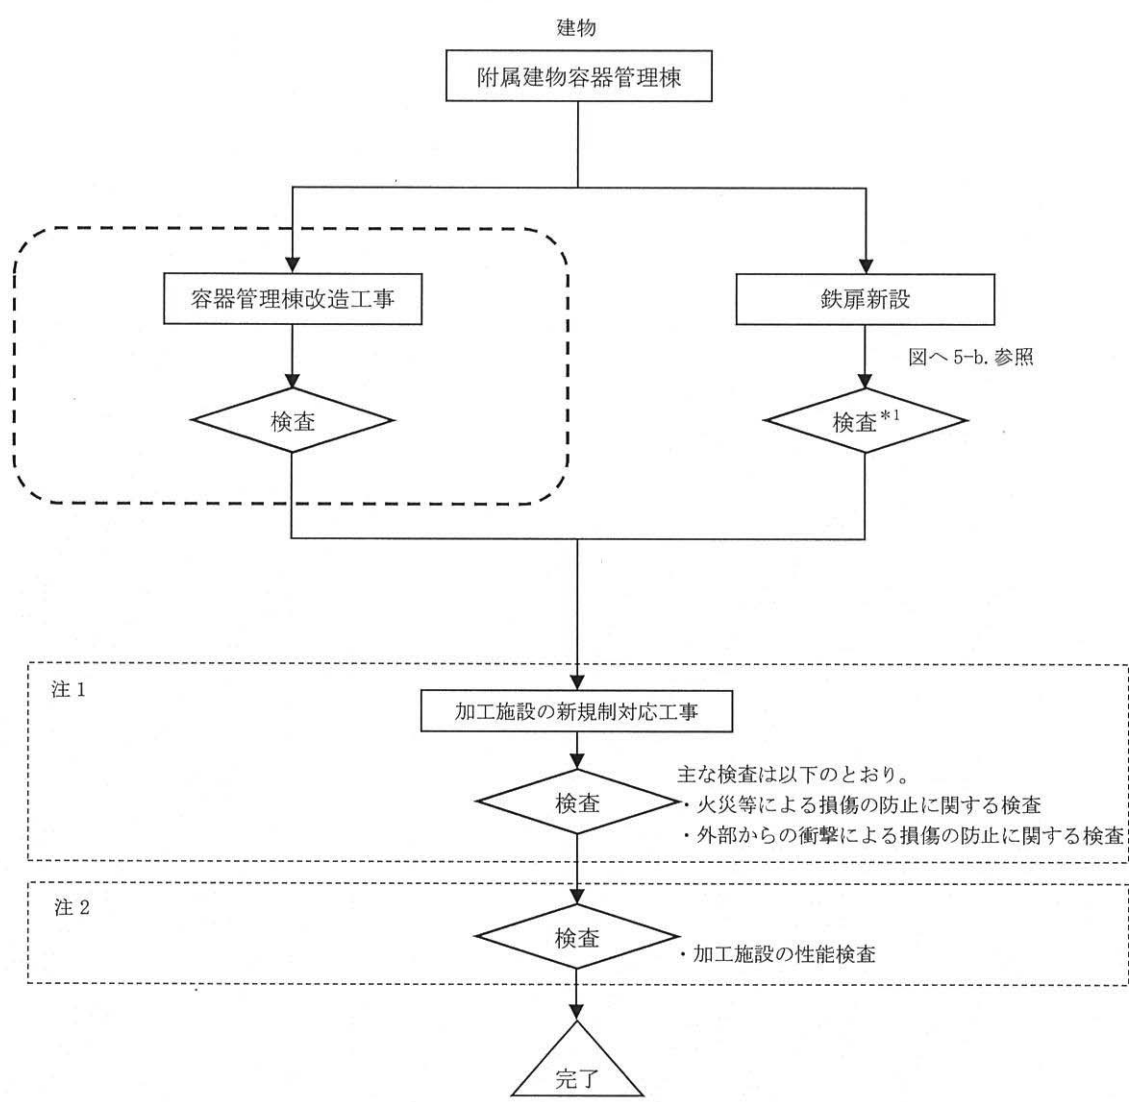 建物
附属建物容器管理棟
容器管理棟改造工事
鉄扉新設
図へ 5-b. 参照
検査
検査*1
注 1
加工施設の新規制対応工事
検査
主な検査は以下のとおり。
・火災等による損傷の防止に関する検査
・外部からの衝撃による損傷の防止に関する検査
注 2
検査
・加工施設の性能検査
完了